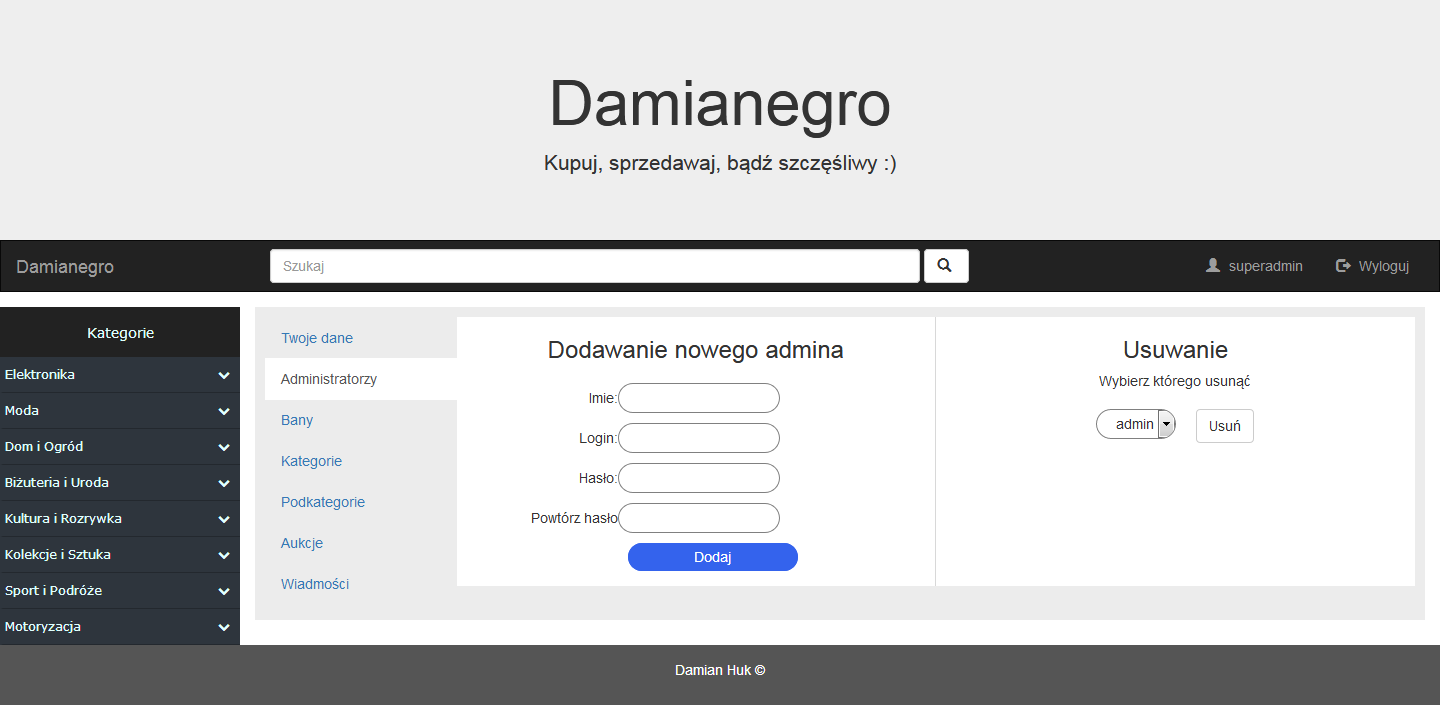 Damianegro
Kupuj, sprzedawaj, bądź szczęśliwy :)
Damianegro
Szukaj
superadmin
Wyloguj
Kategorie
Elektronika
Moda
Dom i Ogród
Biżuteria i Uroda
Kultura i Rozrywka
Kolekcje i Sztuka
Sport i Podróże
Motoryzacja
Twoje dane
Administratorzy
Bany
Kategorie
Podkategorie
Aukcje
Wiadmości
Dodawanie nowego admina
Imie:
Login:
Hasło:
Powtórz hasło
Dodaj
Usuwanie
Wybierz którego usunąć
admin
Usuń
Damian Huk ©